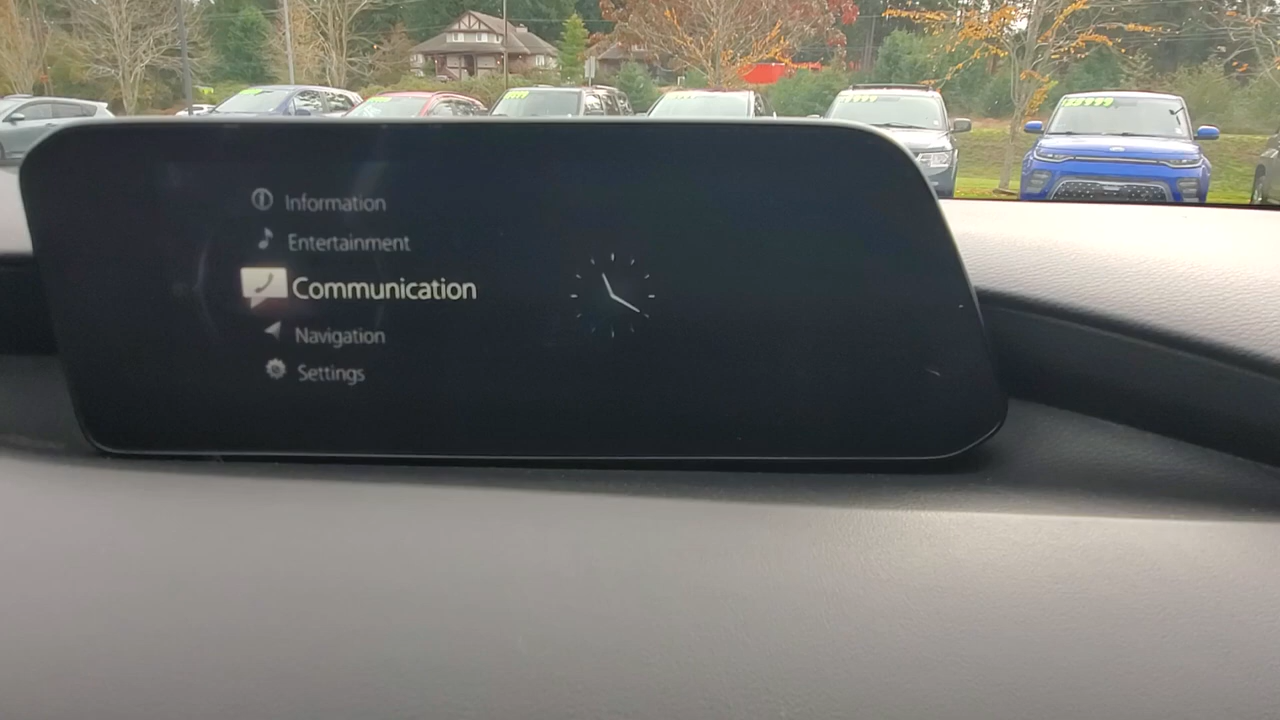 Information
Entertainment
Communication
Navigation
Settings